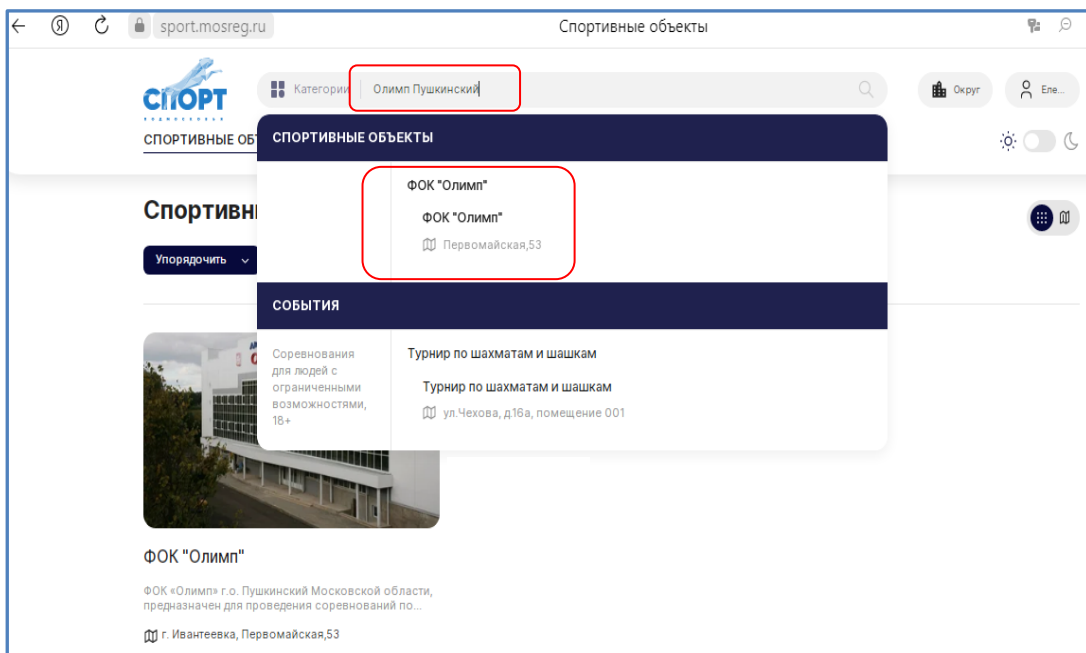 sport.mosreg.ru
Спортивные объекты
СПОРТ
ПОДМОСКОВЬЯ
Категории
Олимп Пушкинский
Округ
Еле...
СПОРТИВНЫЕ ОБ
СПОРТИВНЫЕ ОБЪЕКТЫ
ФОК "Олимп"
ФОК "Олимп"
Первомайская,53
Спортивн
Упорядочить
СОБЫТИЯ
Соревнования
для людей с
ограниченными
возможностями,
18+
Турнир по шахматам и шашкам
Турнир по шахматам и шашкам
ул.Чехова, д.16а, помещение 001
ФОК "Олимп"
ФОК «Олимп» г.о. Пушкинский Московской области,
предназначен для проведения соревнований по...
г. Ивантеевка, Первомайская,53